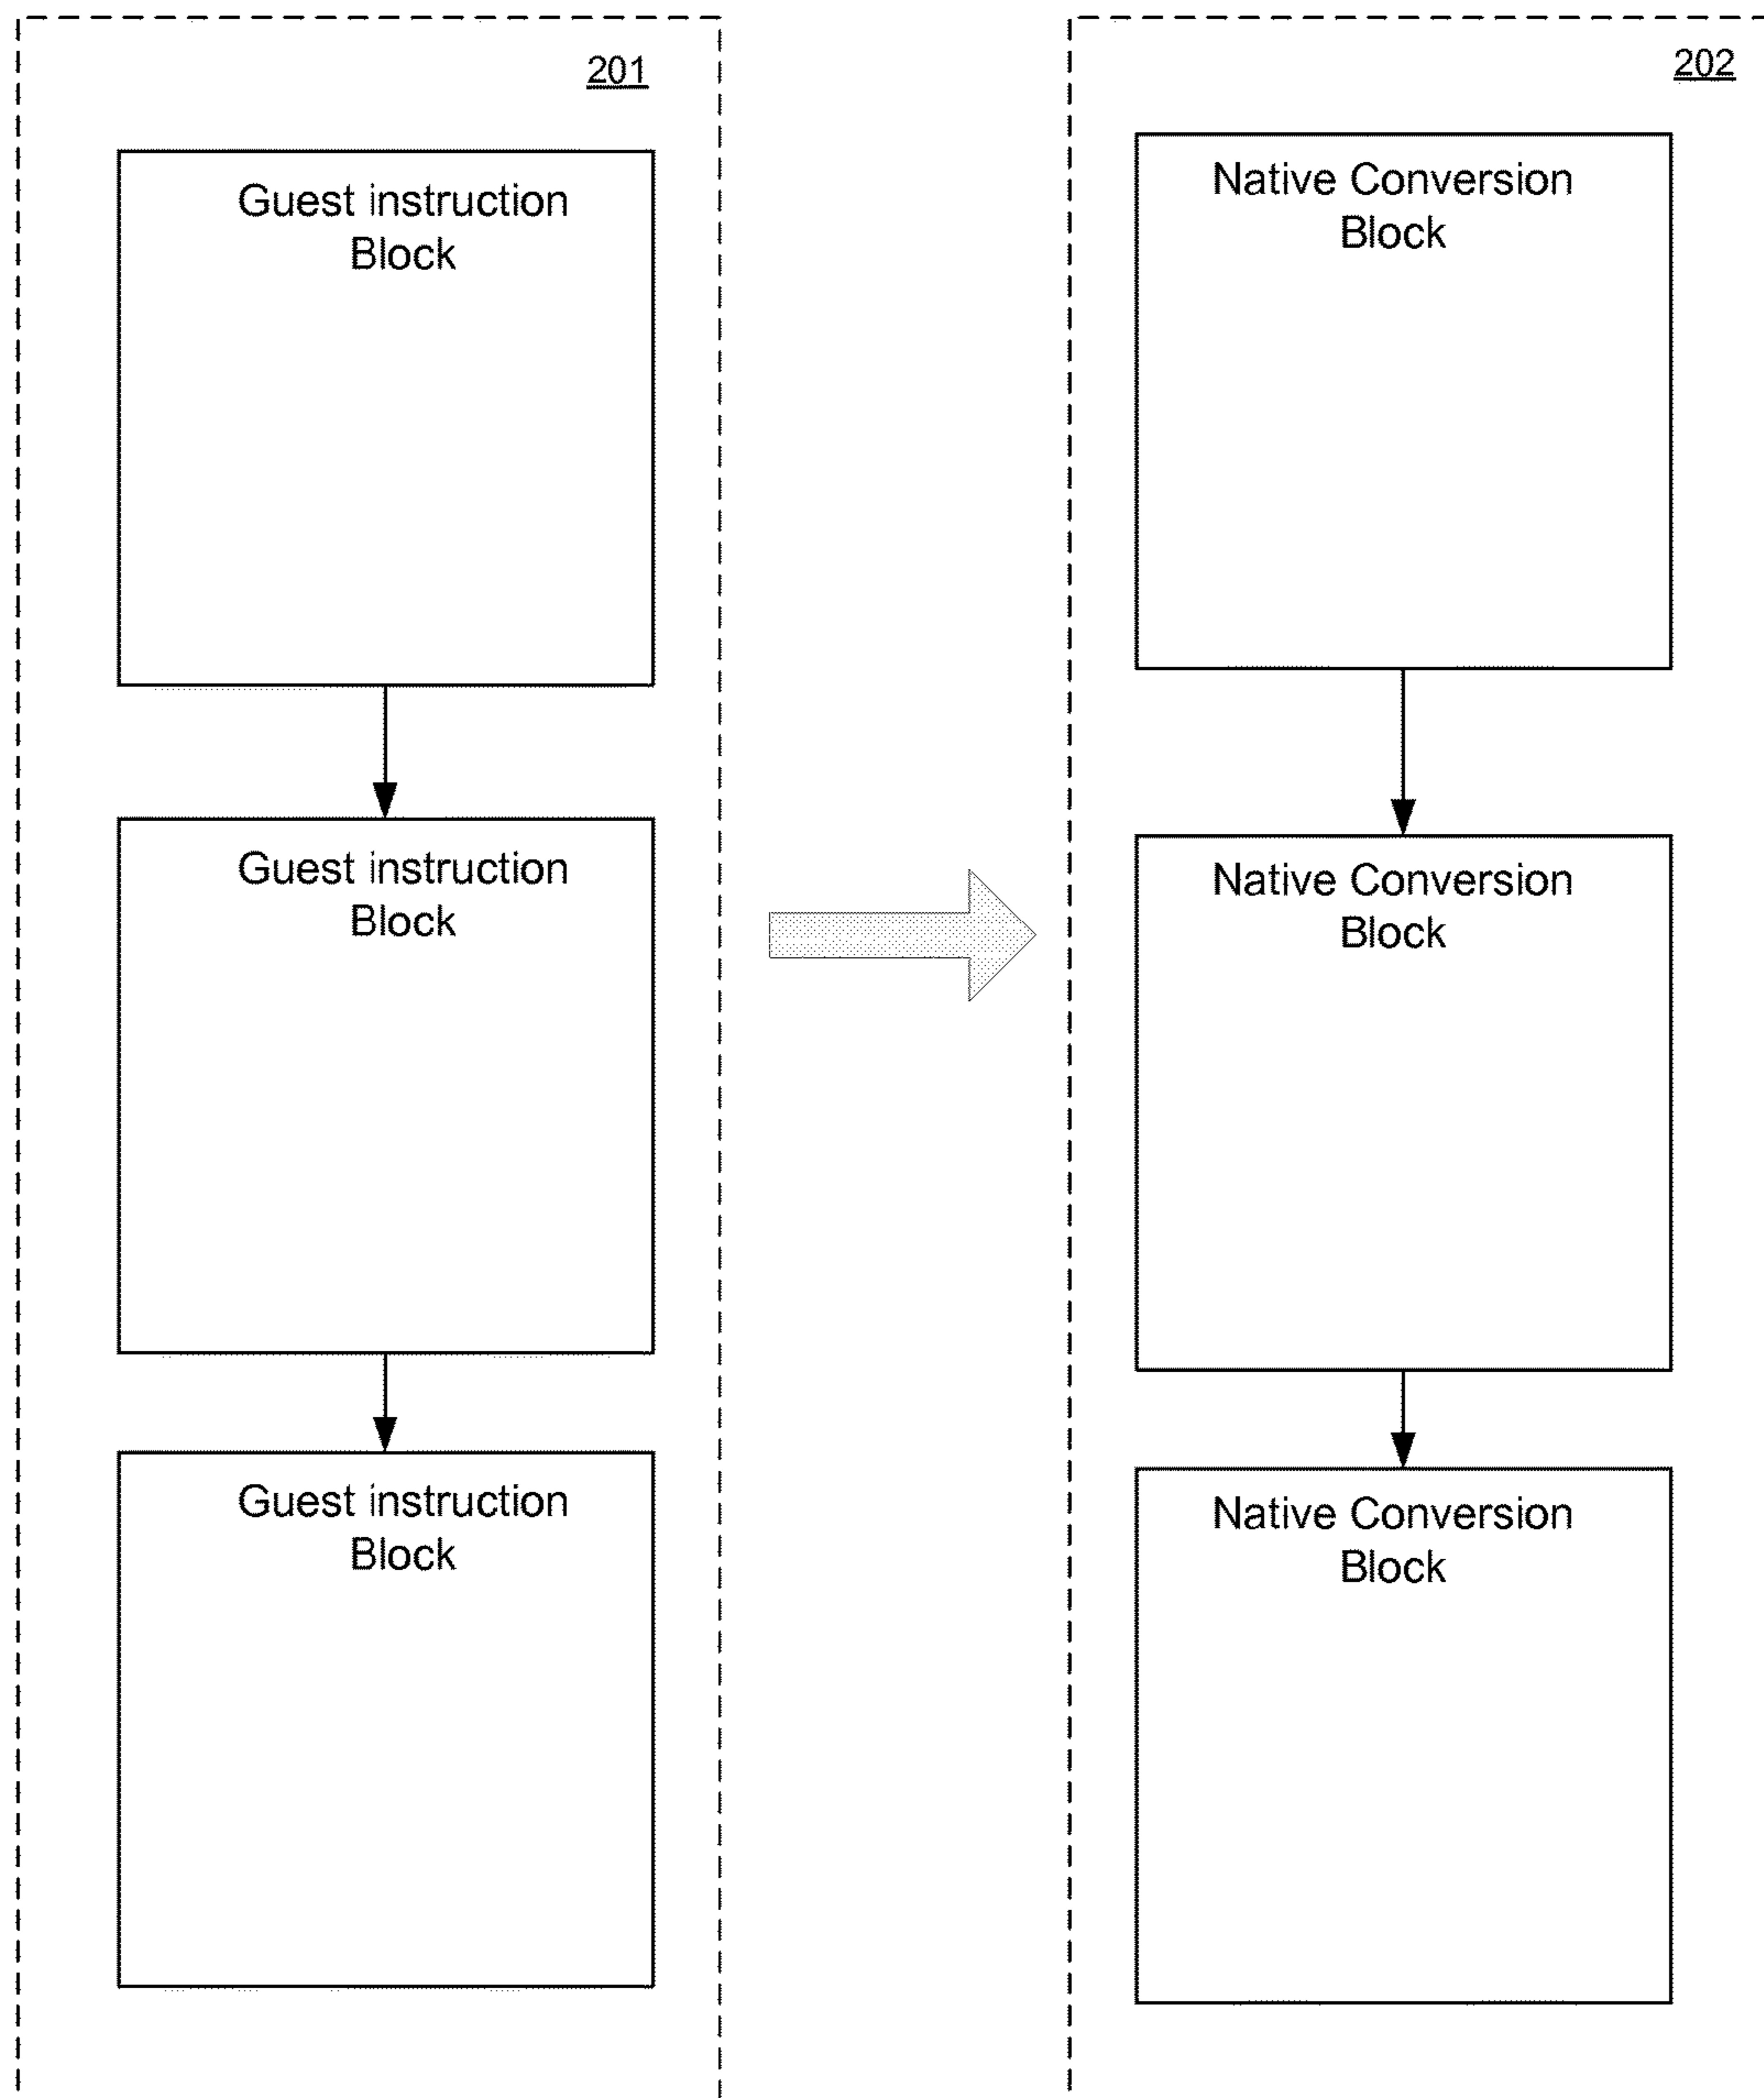 201
Guest instruction
Block
Guest instruction
Block
Guest instruction
Block
202
Native Conversion
Block
Native Conversion
Block
Native Conversion
Block